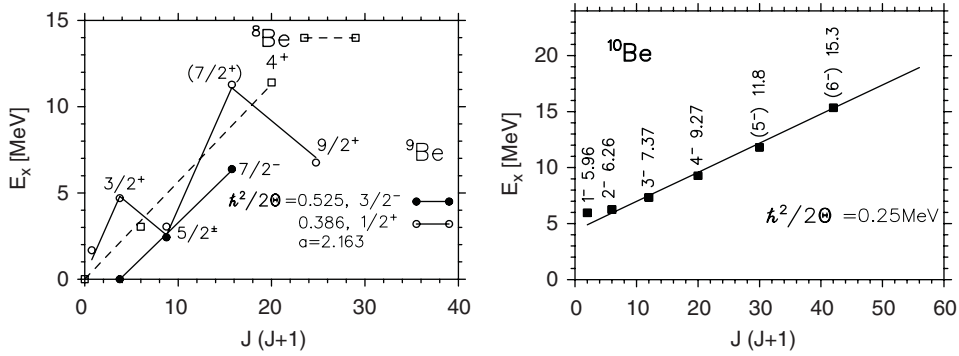 15
10
5
0
E_x [MeV]
0 10 20 30 40
J (J+1)
⁸Be
4⁺
(7/2⁺)
9/2⁺
⁹Be
3/2⁺
7/2⁻
5/2±
ℏ²/2Θ=0.525, 3/2⁻
0.386, 1/2⁺
a=2.163
20
15
10
5
0
E_x [MeV]
0 10 20 30 40 50 60
J (J+1)
¹⁰Be
1⁻ 5.96
2⁻ 6.26
3⁻ 7.37
4⁻ 9.27
(5⁻) 11.8
(6⁻) 15.3
ℏ²/2Θ =0.25MeV